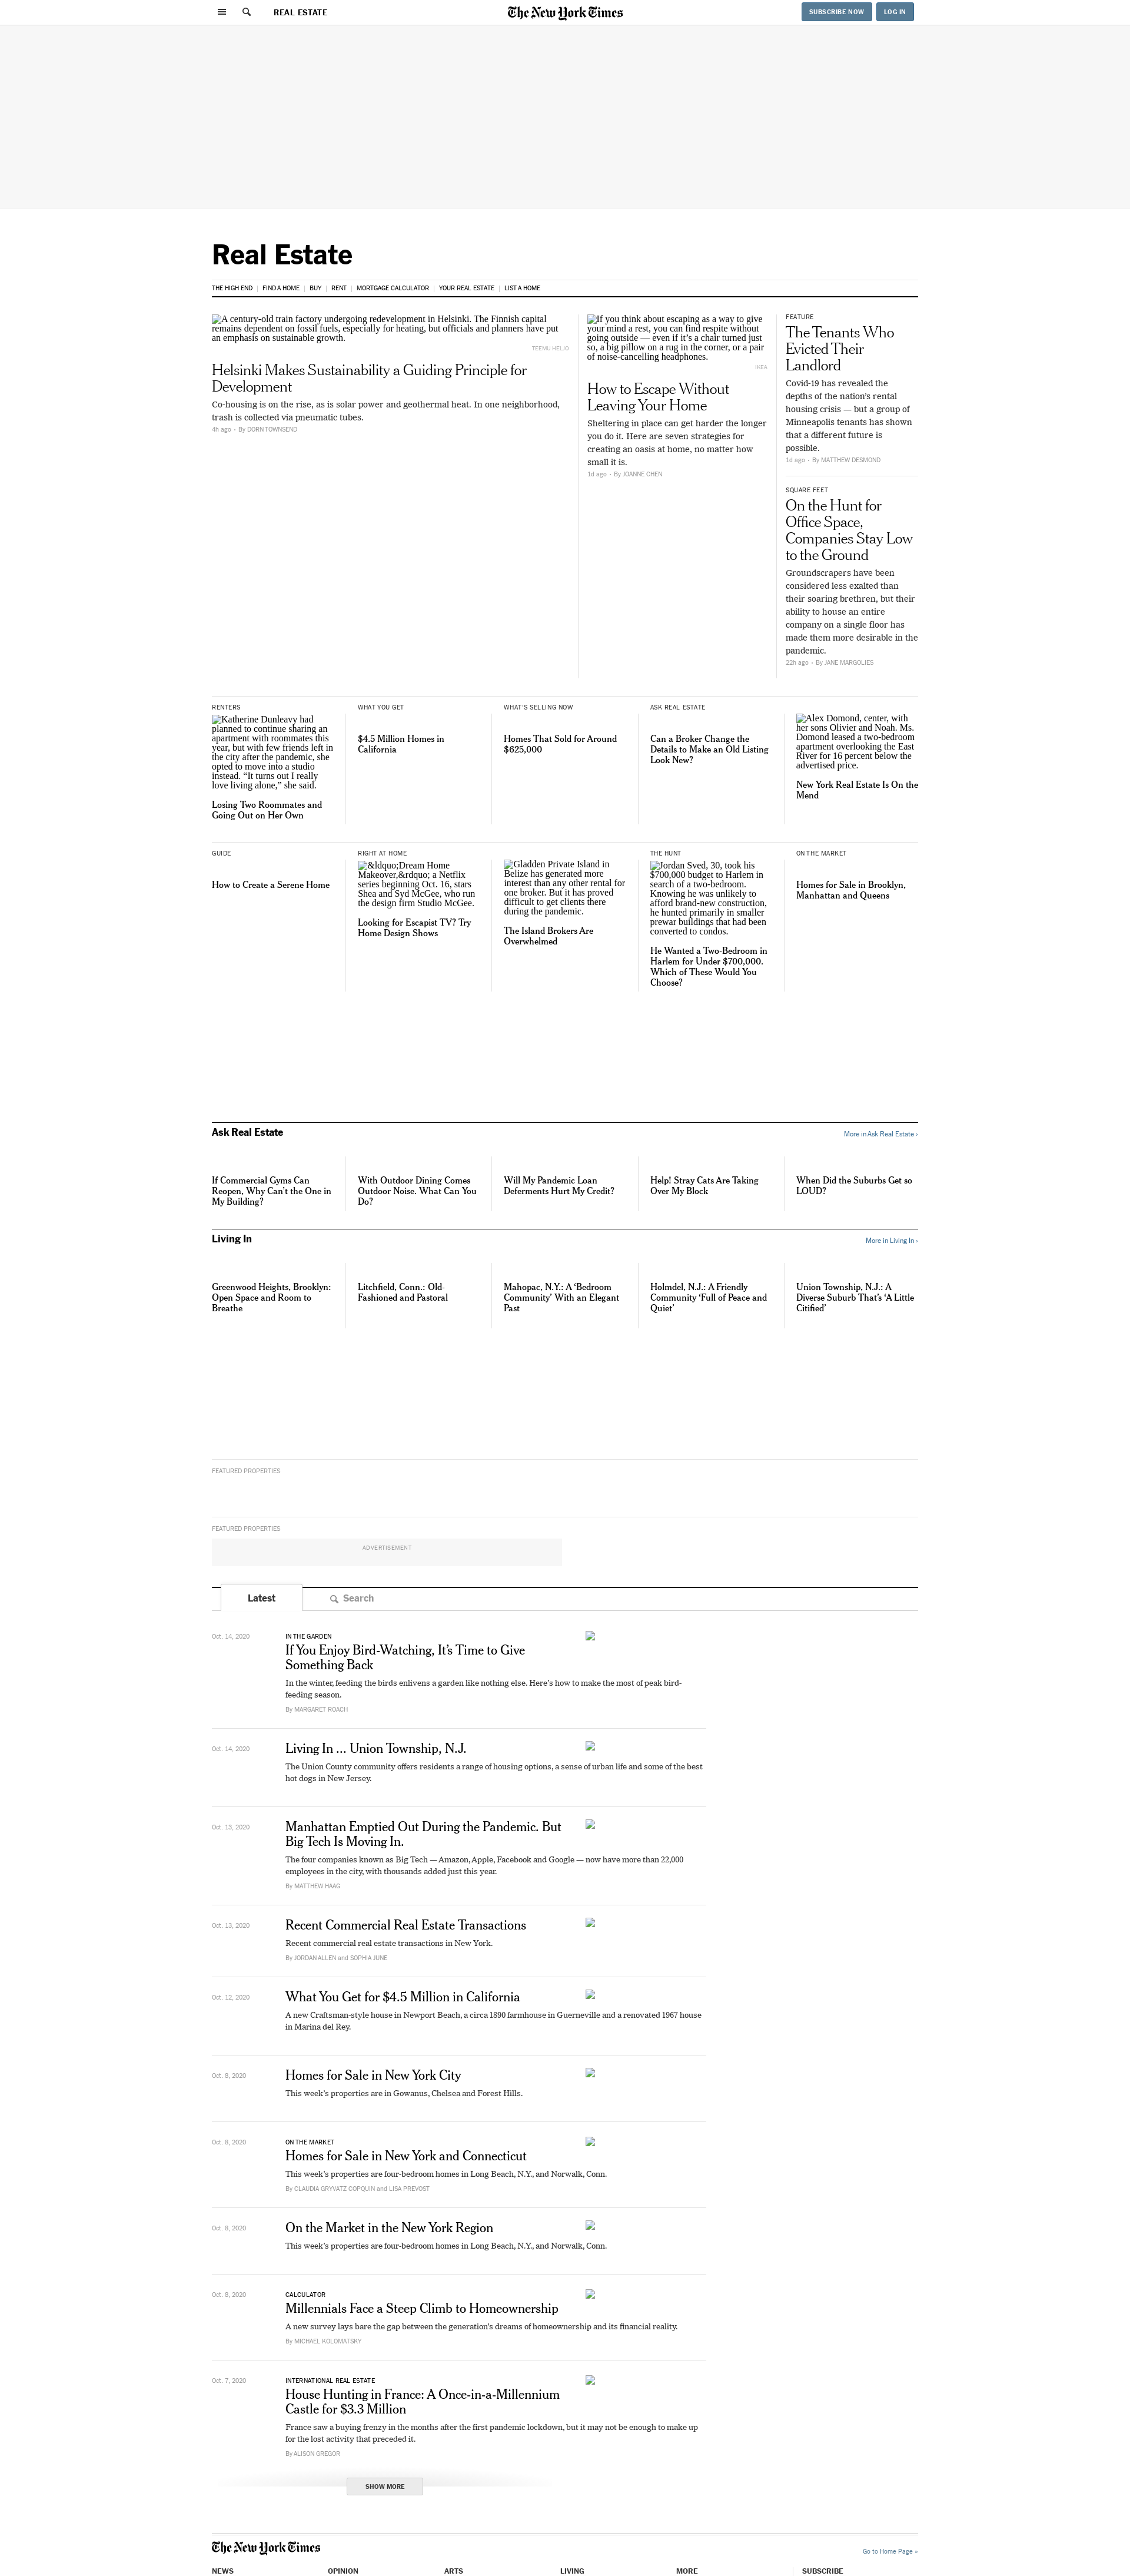 REAL ESTATE
The New York Times
SUBSCRIBE NOW
LOG IN
Real Estate
THE HIGH END
FIND A HOME
BUY
RENT
MORTGAGE CALCULATOR
YOUR REAL ESTATE
LIST A HOME
A century-old train factory undergoing redevelopment in Helsinki. The Finnish capital
remains dependent on fossil fuels, especially for heating, but officials and planners have put
an emphasis on sustainable growth.
TEEMU HELJO
Helsinki Makes Sustainability a Guiding Principle for
Development
Co-housing is on the rise, as is solar power and geothermal heat. In one neighborhood,
trash is collected via pneumatic tubes.
4h ago • By DORN TOWNSEND
If you think about escaping as a way to give
your mind a rest, you can find respite without
going outside — even if it's a chair turned just
so, a big pillow on a rug in the corner, or a pair
of noise-cancelling headphones.
IKEA
How to Escape Without
Leaving Your Home
Sheltering in place can get harder the longer
you do it. Here are seven strategies for
creating an oasis at home, no matter how
small it is.
1d ago • By JOANNE CHEN
FEATURE
The Tenants Who
Evicted Their
Landlord
Covid-19 has revealed the
depths of the nation's rental
housing crisis — but a group of
Minneapolis tenants has shown
that a different future is
possible.
1d ago • By MATTHEW DESMOND
SQUARE FEET
On the Hunt for
Office Space,
Companies Stay Low
to the Ground
Groundscrapers have been
considered less exalted than
their soaring brethren, but their
ability to house an entire
company on a single floor has
made them more desirable in the
pandemic.
22h ago • By JANE MARGOLIES
RENTERS
Katherine Dunleavy had
planned to continue sharing an
apartment with roommates this
year, but with few friends left in
the city after the pandemic, she
opted to move into a studio
instead. “It turns out I really
love living alone,” she said.
Losing Two Roommates and
Going Out on Her Own
WHAT YOU GET
$4.5 Million Homes in
California
WHAT'S SELLING NOW
Homes That Sold for Around
$625,000
ASK REAL ESTATE
Can a Broker Change the
Details to Make an Old Listing
Look New?
Alex Domond, center, with
her sons Olivier and Noah. Ms.
Domond leased a two-bedroom
apartment overlooking the East
River for 16 percent below the
advertised price.
New York Real Estate Is On the
Mend
GUIDE
How to Create a Serene Home
RIGHT AT HOME
&ldquo;Dream Home
Makeover,&rdquo; a Netflix
series beginning Oct. 16, stars
Shea and Syd McGee, who run
the design firm Studio McGee.
Looking for Escapist TV? Try
Home Design Shows
Gladden Private Island in
Belize has generated more
interest than any other rental for
one broker. But it has proved
difficult to get clients there
during the pandemic.
The Island Brokers Are
Overwhelmed
THE HUNT
Jordan Sved, 30, took his
$700,000 budget to Harlem in
search of a two-bedroom.
Knowing he was unlikely to
afford brand-new construction,
he hunted primarily in smaller
prewar buildings that had been
converted to condos.
He Wanted a Two-Bedroom in
Harlem for Under $700,000.
Which of These Would You
Choose?
ON THE MARKET
Homes for Sale in Brooklyn,
Manhattan and Queens
Ask Real Estate
More in Ask Real Estate ›
If Commercial Gyms Can
Reopen, Why Can't the One in
My Building?
With Outdoor Dining Comes
Outdoor Noise. What Can You
Do?
Will My Pandemic Loan
Deferments Hurt My Credit?
Help! Stray Cats Are Taking
Over My Block
When Did the Suburbs Get so
LOUD?
Living In
More in Living In ›
Greenwood Heights, Brooklyn:
Open Space and Room to
Breathe
Litchfield, Conn.: Old-
Fashioned and Pastoral
Mahopac, N.Y.: A ‘Bedroom
Community’ With an Elegant
Past
Holmdel, N.J.: A Friendly
Community ‘Full of Peace and
Quiet’
Union Township, N.J.: A
Diverse Suburb That’s ‘A Little
Citified’
FEATURED PROPERTIES
FEATURED PROPERTIES
ADVERTISEMENT
Latest
Search
Oct. 14, 2020
IN THE GARDEN
If You Enjoy Bird-Watching, It’s Time to Give
Something Back
In the winter, feeding the birds enlivens a garden like nothing else. Here’s how to make the most of peak bird-
feeding season.
By MARGARET ROACH
Oct. 14, 2020
Living In ... Union Township, N.J.
The Union County community offers residents a range of housing options, a sense of urban life and some of the best
hot dogs in New Jersey.
Oct. 13, 2020
Manhattan Emptied Out During the Pandemic. But
Big Tech Is Moving In.
The four companies known as Big Tech — Amazon, Apple, Facebook and Google — now have more than 22,000
employees in the city, with thousands added just this year.
By MATTHEW HAAG
Oct. 13, 2020
Recent Commercial Real Estate Transactions
Recent commercial real estate transactions in New York.
By JORDAN ALLEN and SOPHIA JUNE
Oct. 12, 2020
What You Get for $4.5 Million in California
A new Craftsman-style house in Newport Beach, a circa 1890 farmhouse in Guerneville and a renovated 1967 house
in Marina del Rey.
Oct. 8, 2020
Homes for Sale in New York City
This week’s properties are in Gowanus, Chelsea and Forest Hills.
Oct. 8, 2020
ON THE MARKET
Homes for Sale in New York and Connecticut
This week’s properties are four-bedroom homes in Long Beach, N.Y., and Norwalk, Conn.
By CLAUDIA GRYVATZ COPQUIN and LISA PREVOST
Oct. 8, 2020
On the Market in the New York Region
This week’s properties are four-bedroom homes in Long Beach, N.Y., and Norwalk, Conn.
Oct. 8, 2020
CALCULATOR
Millennials Face a Steep Climb to Homeownership
A new survey lays bare the gap between the generation’s dreams of homeownership and its financial reality.
By MICHAEL KOLOMATSKY
Oct. 7, 2020
INTERNATIONAL REAL ESTATE
House Hunting in France: A Once-in-a-Millennium
Castle for $3.3 Million
France saw a buying frenzy in the months after the first pandemic lockdown, but it may not be enough to make up
for the lost activity that preceded it.
By ALISON GREGOR
SHOW MORE
The New York Times
Go to Home Page »
NEWS
OPINION
ARTS
LIVING
MORE
SUBSCRIBE